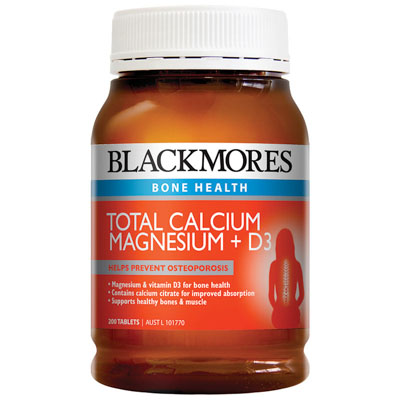 BLACKMORES
BONE HEALTH
TOTAL CALCIUM
MAGNESIUM + D3
HELPS PREVENT OSTEOPOROSIS
• Magnesium & vitamin D3 for bone health
• Contains calcium citrate for improved absorption
• Supports healthy bones & muscle
200 TABLETS | AUST L 101770